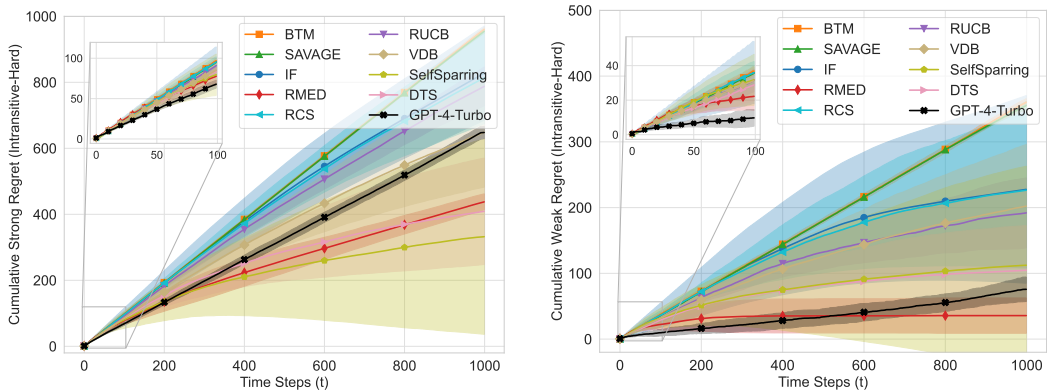 Cumulative Strong Regret (Intransitive-Hard)
1000
800
600
400
200
0
100
50
0
0 50 100
BTM
SAVAGE
IF
RMED
RCS
RUCB
VDB
SelfSparring
DTS
GPT-4-Turbo
0 200 400 600 800 1000
Time Steps (t)
Cumulative Weak Regret (Intransitive-Hard)
500
400
300
200
100
0
40
20
0
0 50 100
BTM
SAVAGE
IF
RMED
RCS
RUCB
VDB
SelfSparring
DTS
GPT-4-Turbo
0 200 400 600 800 1000
Time Steps (t)